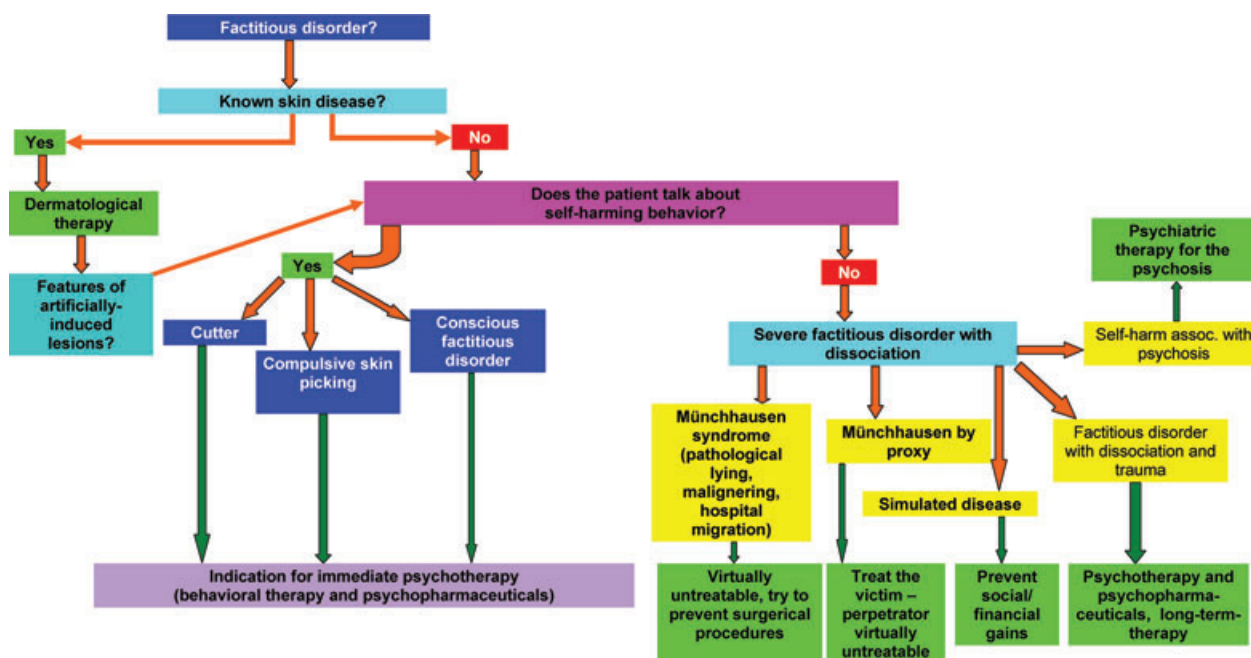 Factitious disorder?
Known skin disease?
Yes
No
Dermatological
therapy
Does the patient talk about
self-harming behavior?
Features of
artificially-
induced
lesions?
Yes
No
Cutter
Compulsive skin
picking
Conscious
factitious
disorder
Severe factitious disorder with
dissociation
Psychiatric
therapy for the
psychosis
Self-harm assoc. with
psychosis
Münchhausen
syndrome
(pathological
lying,
malignering,
hospital
migration)
Münchhausen by
proxy
Simulated disease
Factitious disorder
with dissociation and
trauma
Indication for immediate psychotherapy
(behavioral therapy and psychopharmaceuticals)
Virtually
untreatable, try to
prevent surgerical
procedures
Treat the
victim –
perpetrator
virtually
untreatable
Prevent
social/
financial
gains
Psychotherapy and
psychopharma-
ceuticals, long-term-
therapy